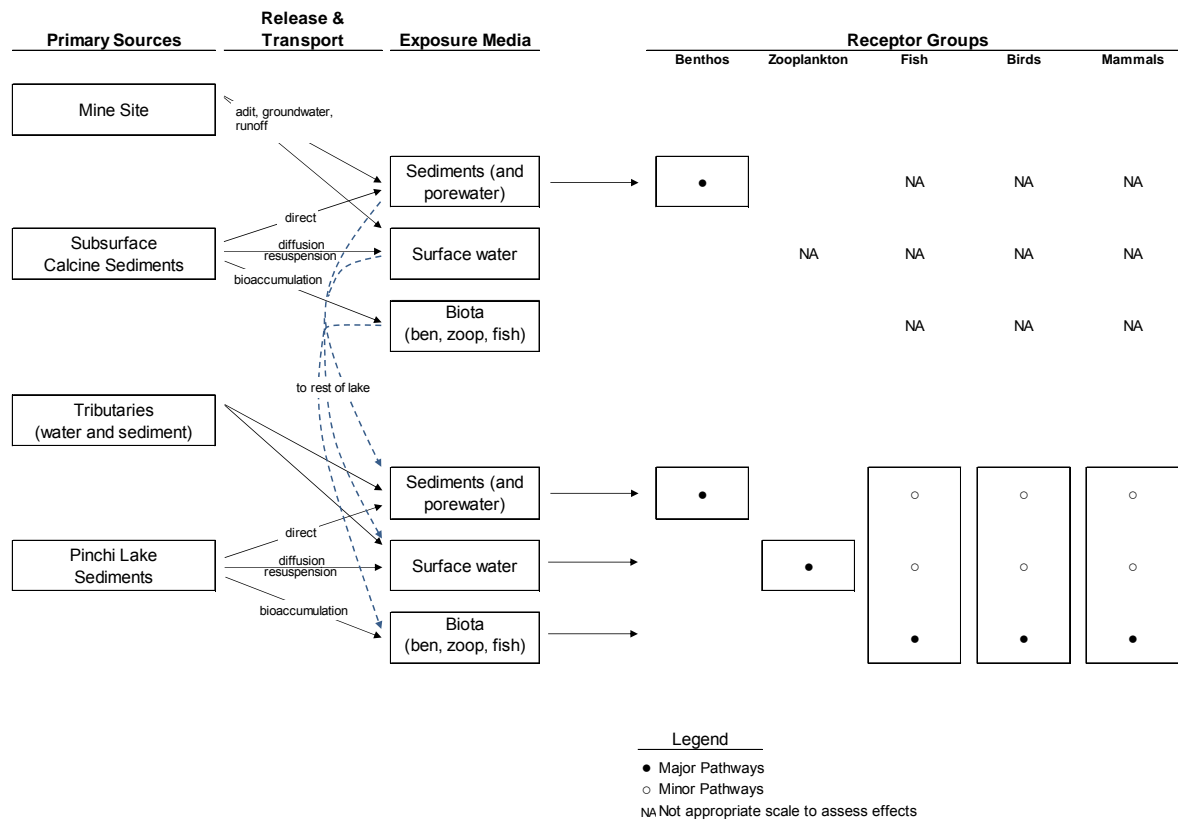 Primary Sources
Release &
Transport
Exposure Media
Receptor Groups
Benthos
Zooplankton
Fish
Birds
Mammals
Mine Site
adit, groundwater,
runoff
Sediments (and
porewater)
NA
NA
NA
direct
Subsurface
Calcine Sediments
diffusion
resuspension
Surface water
NA
NA
NA
NA
bioaccumulation
Biota
(ben, zoop, fish)
NA
NA
NA
to rest of lake
Tributaries
(water and sediment)
Sediments (and
porewater)
direct
Pinchi Lake
Sediments
diffusion
resuspension
Surface water
bioaccumulation
Biota
(ben, zoop, fish)
Legend
● Major Pathways
○ Minor Pathways
NA Not appropriate scale to assess effects